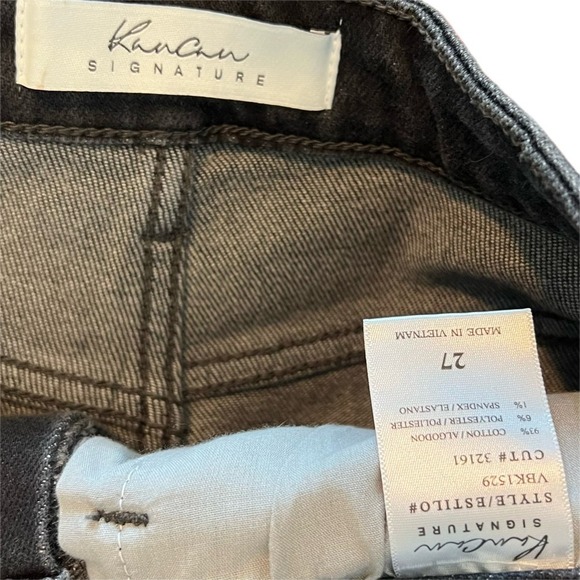 KanCan
SIGNATURE
KanCan
SIGNATURE
STYLE/ESTILO#
VBK1529
CUT# 32161
93% COTTON/ALGODON
6% POLYESTER/POLIESTER
1% SPANDEX/ELASTANO
27
MADE IN VIETNAM